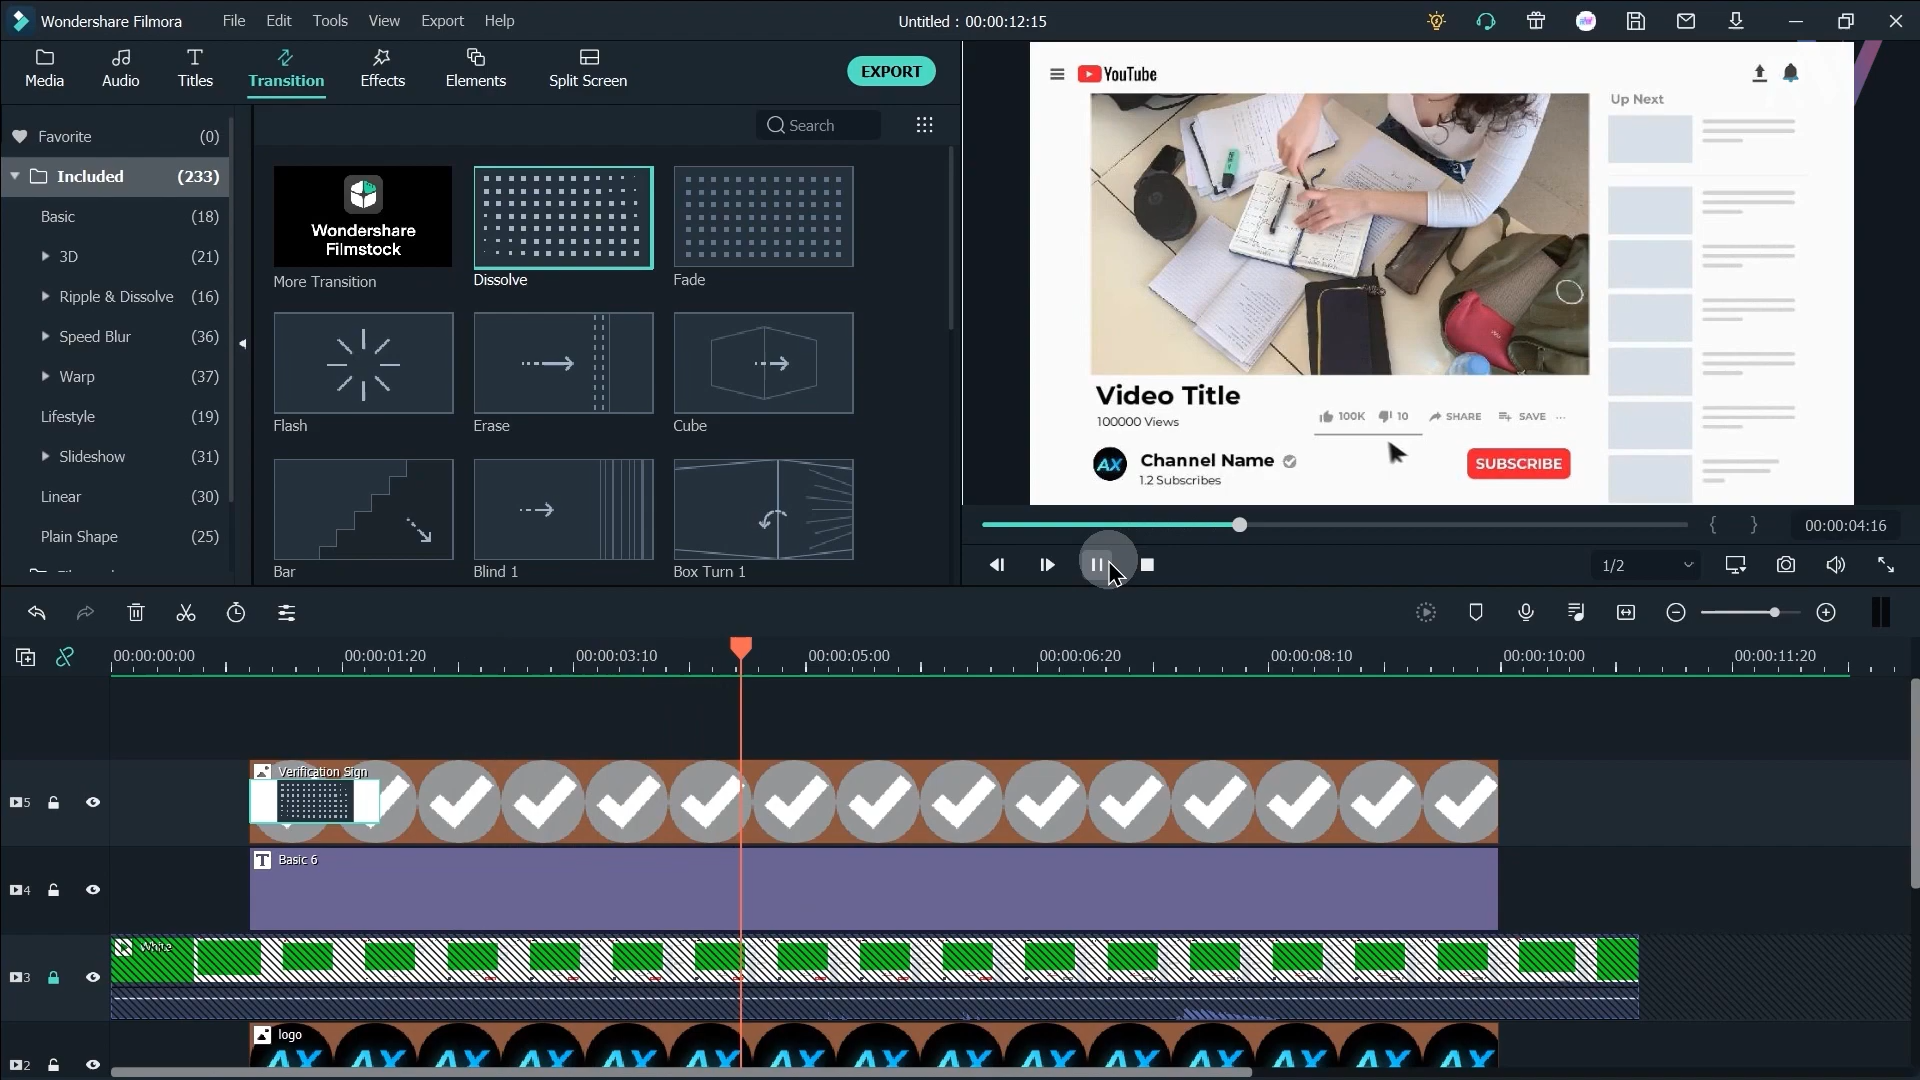 Wondershare Filmora File Edit Tools View Export Help Untitled : 00:00:12:15
Media Audio Titles Transition Effects Elements Split Screen EXPORT
Favorite (0)
Included (233)
Basic (18)
3D (21)
Ripple & Dissolve (16)
Speed Blur (36)
Warp (37)
Lifestyle (19)
Slideshow (31)
Linear (30)
Plain Shape (25)
Search
Wondershare
Filmstock
More Transition Dissolve Fade
Flash Erase Cube
Bar Blind 1 Box Turn 1
YouTube
Up Next
Video Title
100000 Views
100K 10 SHARE SAVE ...
AX Channel Name
1.2 Subscribes
SUBSCRIBE
{ } 00:00:04:16
1/2
00:00:00:00 00:00:01:20 00:00:03:10 00:00:05:00 00:00:06:20 00:00:08:10 00:00:10:00 00:00:11:20
5 Verification Sign
4 T Basic 6
3 White
2 logo
AX AX AX AX AX AX AX AX AX AX AX AX AX AX AX